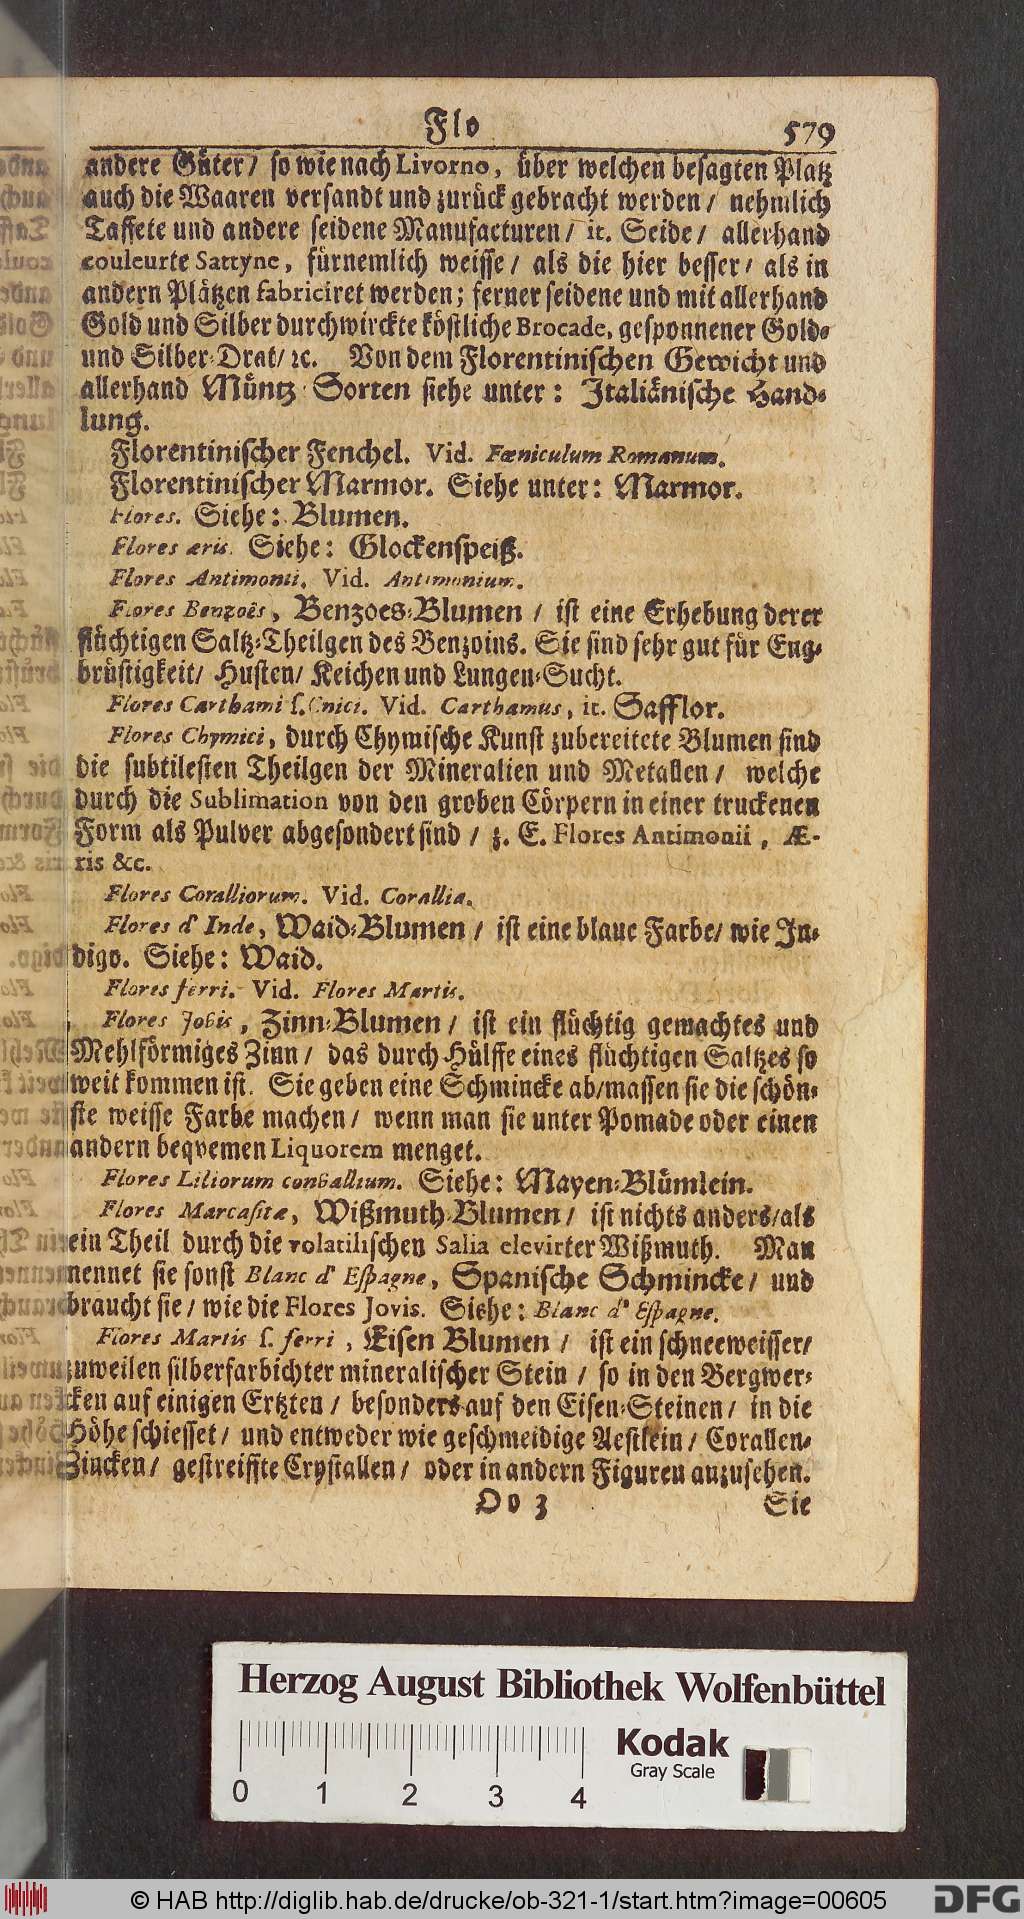 Flo 579
andere Güter/ so wie nach Livorno, über welchen besagten Platz
auch die Waaren versandt und zurück gebracht werden/ nehmlich
Taffete und andere seidene Manufacturen/ it. Seide/ allerhand
couleurte Sattyne, fürnemlich weisse/ als die hier besser/ als in
andern Plätzen fabriciret werden; ferner seidene und mit allerhand
Gold und Silber durchwirckte köstliche Brocade, gesponnener Gold-
und Silber-Drat/ ꝛc. Von dem Florentinischen Gewicht und
allerhand Müntz-Sorten siehe unter: Italiänische Hand-
lung.
Florentinischer Fenchel. Vid. Fœniculum Romanum.
Florentinischer Marmor. Siehe unter: Marmor.
Flores. Siehe: Blumen.
Flores æris. Siehe: Glockenspeiß.
Flores Antimonii. Vid. Antimonium.
Flores Benzoës, Benzoes-Blumen / ist eine Erhebung derer
flüchtigen Saltz-Theilgen des Benzoins. Sie sind sehr gut für Eng-
brüstigkeit/ Husten/ Keichen und Lungen-Sucht.
Flores Carthami s. Cnici. Vid. Carthamus, it. Safflor.
Flores Chymici, durch Chymische Kunst zubereitete Blumen sind
die subtilesten Theilgen der Mineralien und Metallen/ welche
durch die Sublimation von den groben Cörpern in einer truckenen
Form als Pulver abgesondert sind / z. E. Flores Antimonii, Æ-
ris &c.
Flores Coralliorum. Vid. Corallia.
Flores d' Inde, Waid-Blumen / ist eine blaue Farbe/ wie In-
digo. Siehe: Waid.
Flores ferri. Vid. Flores Martis.
Flores Jovis, Zinn-Blumen / ist ein flüchtig gemachtes und
Mehlförmiges Zinn / das durch Hülffe eines flüchtigen Saltzes so
weit kommen ist. Sie geben eine Schmincke ab/massen sie die schön-
ste weisse Farbe machen/ wenn man sie unter Pomade oder einen
andern beqvemen Liquorem menget.
Flores Liliorum convallium. Siehe: Mayen-Blümlein.
Flores Marcasitæ, Wißmuth-Blumen/ ist nichts anders/als
ein Theil durch die volatilischen Salia elevirter Wißmuth. Man
nennet sie sonst Blanc d' Espagne, Spanische Schmincke/ und
braucht sie / wie die Flores Jovis. Siehe: Blanc d' Espagne.
Flores Martis s. ferri, Eisen Blumen / ist ein schneeweisser/
zuweilen silberfarbichter mineralischer Stein / so in den Bergwer-
cken auf einigen Ertzten / besonders auf den Eisen-Steinen / in die
Höhe schiesset/ und entweder wie geschmeidige Aestlein / Corallen-
Zincken/ gestreiffte Crystallen/ oder in andern Figuren anzusehen.
Oo 3 Sie
Herzog August Bibliothek Wolfenbüttel
0 1 2 3 4
Kodak
Gray Scale
© HAB http://diglib.hab.de/drucke/ob-321-1/start.htm?image=00605
DFG